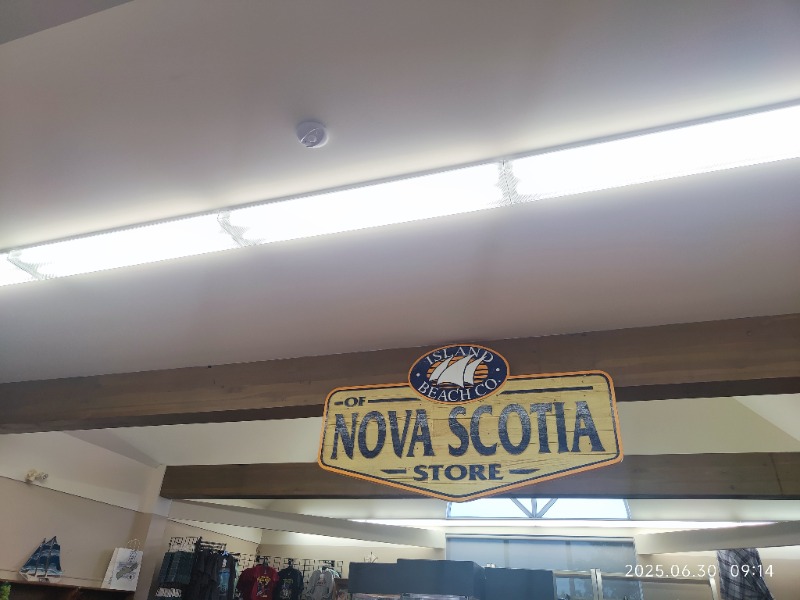 ISLAND
BEACH CO.
-OF-
NOVA SCOTIA
- STORE -
2025.06.30 09:14